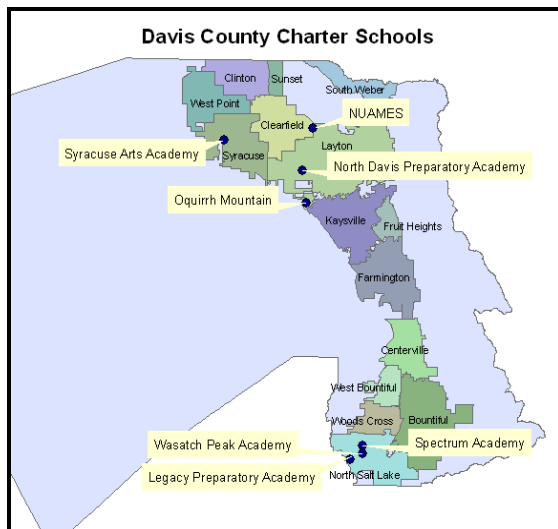 Davis County Charter Schools
Clinton
Sunset
South Weber
West Point
NUAMES
Clearfield
Syracuse Arts Academy
Layton
Syracuse
North Davis Preparatory Academy
Oquirrh Mountain
Kaysville
Fruit Heights
Farmington
Centerville
West Bountiful
Woods Cross
Bountiful
Wasatch Peak Academy
Spectrum Academy
Legacy Preparatory Academy
North Salt Lake